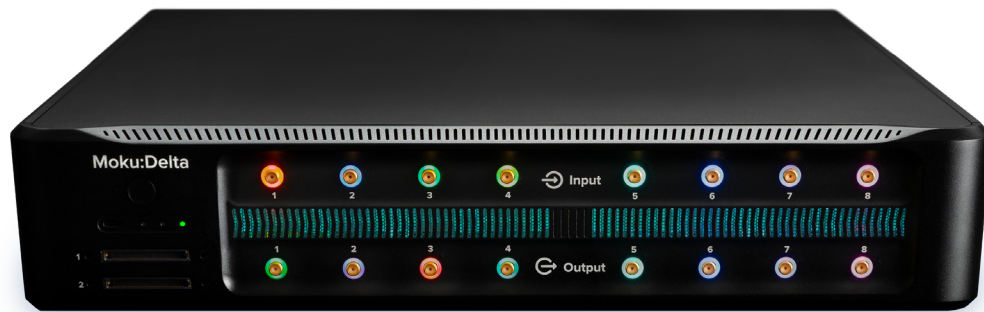 Moku:Delta
1 2 3 4 Input 5 6 7 8
1 2 3 4 Output 5 6 7 8
1
2